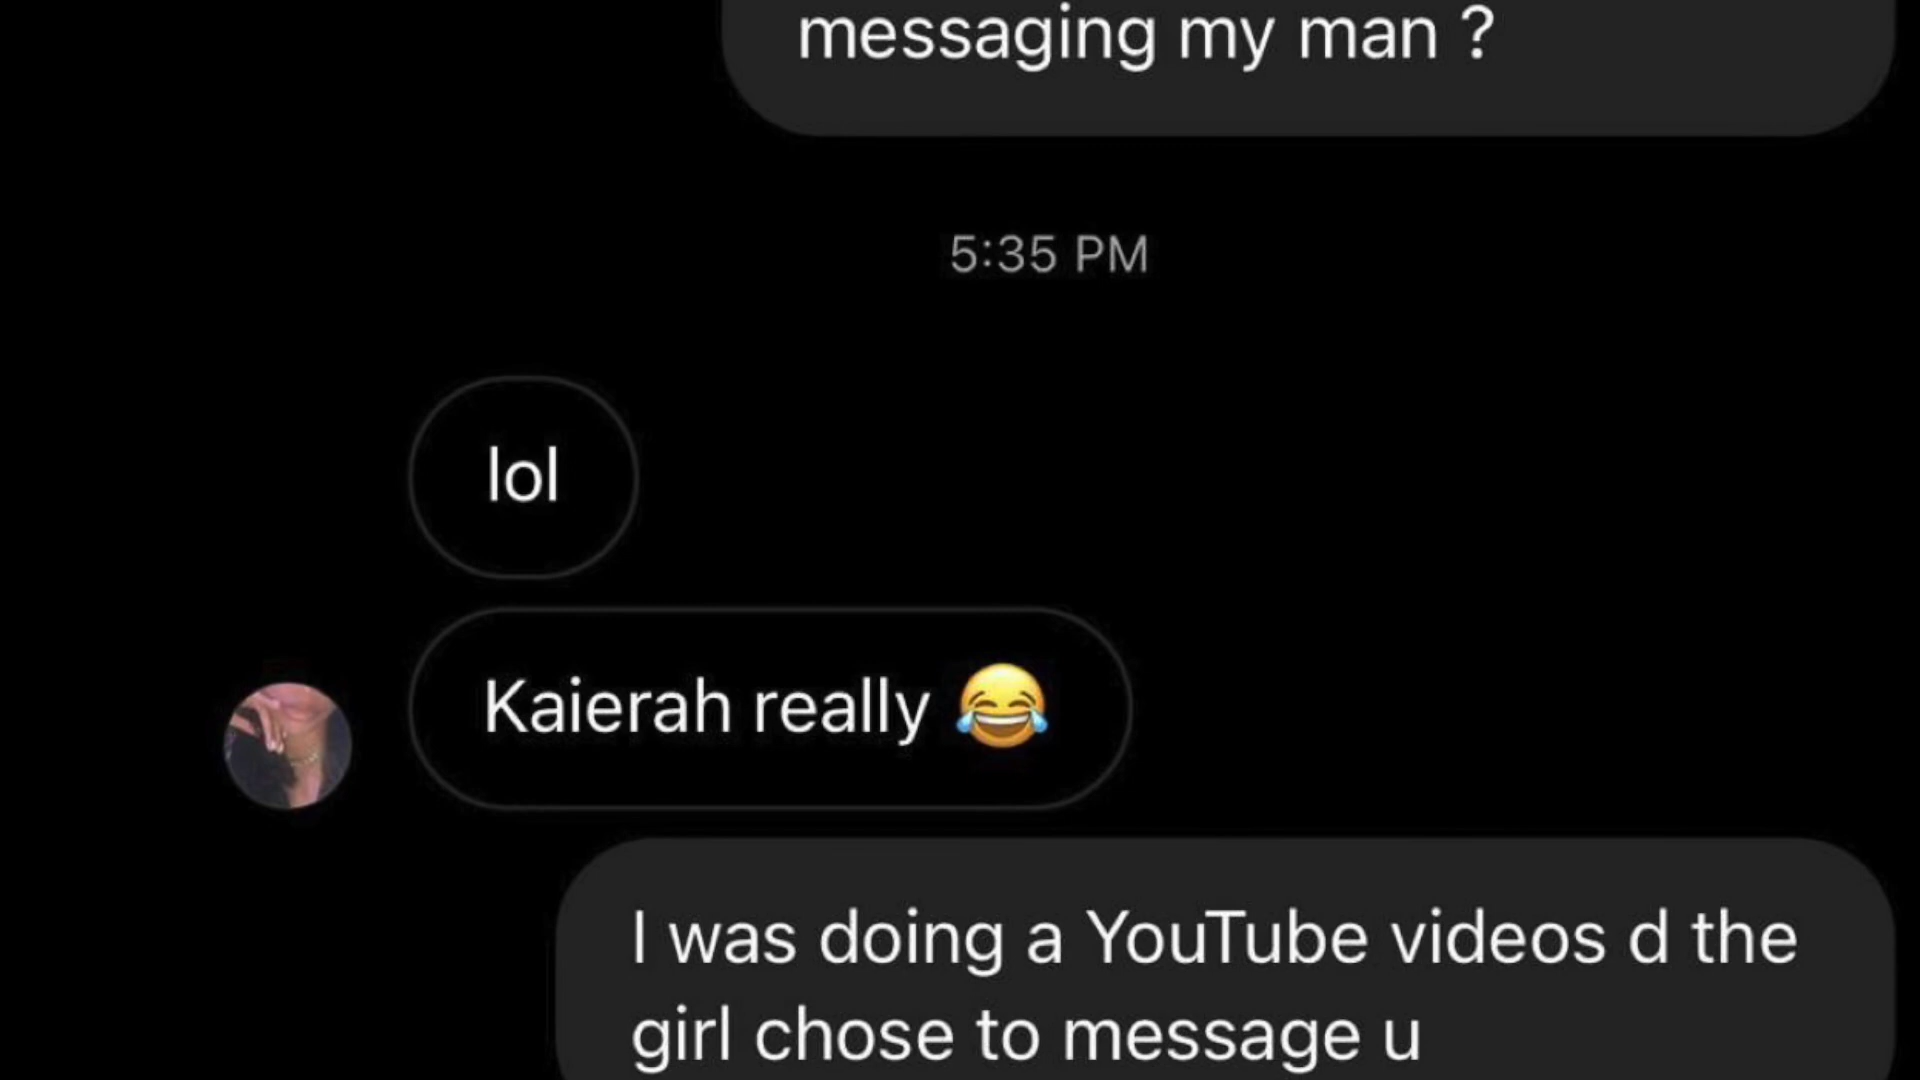 messaging my man ?
5:35 PM
lol
Kaierah really 😂
I was doing a YouTube videos d the
girl chose to message u